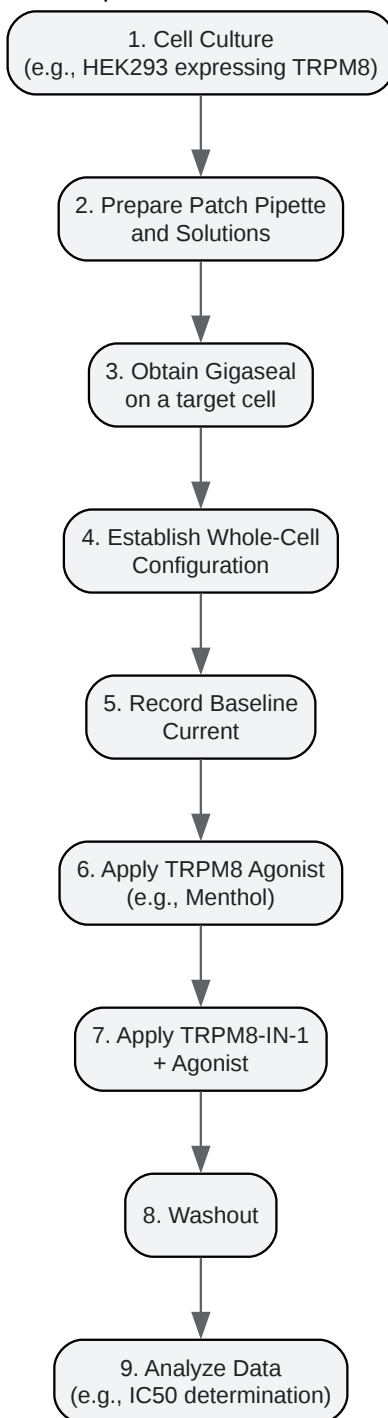 1. Cell Culture
(e.g., HEK293 expressing TRPM8)
2. Prepare Patch Pipette
and Solutions
3. Obtain Gigaseal
on a target cell
4. Establish Whole-Cell
Configuration
5. Record Baseline
Current
6. Apply TRPM8 Agonist
(e.g., Menthol)
7. Apply TRPM8-IN-1
+ Agonist
8. Washout
9. Analyze Data
(e.g., IC50 determination)